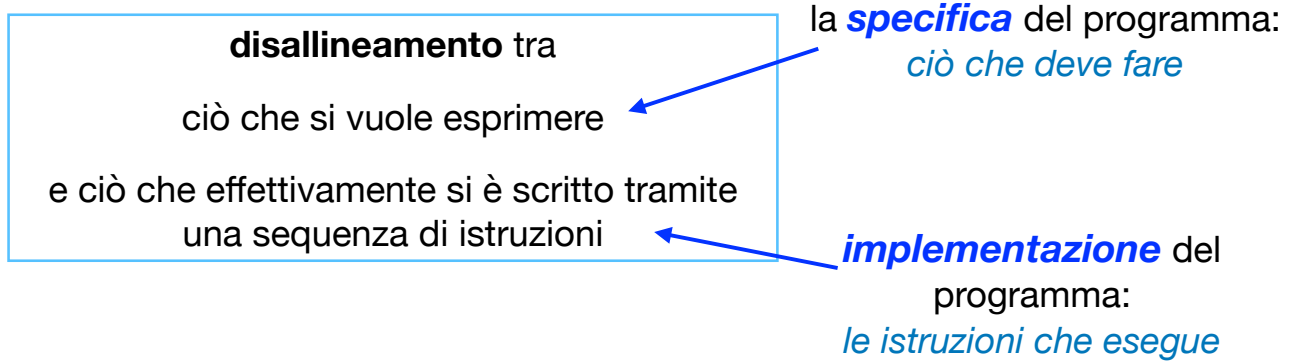 la specifica del programma:
ciò che deve fare
disallineamento tra
ciò che si vuole esprimere
e ciò che effettivamente si è scritto tramite
una sequenza di istruzioni
implementazione del
programma:
le istruzioni che esegue